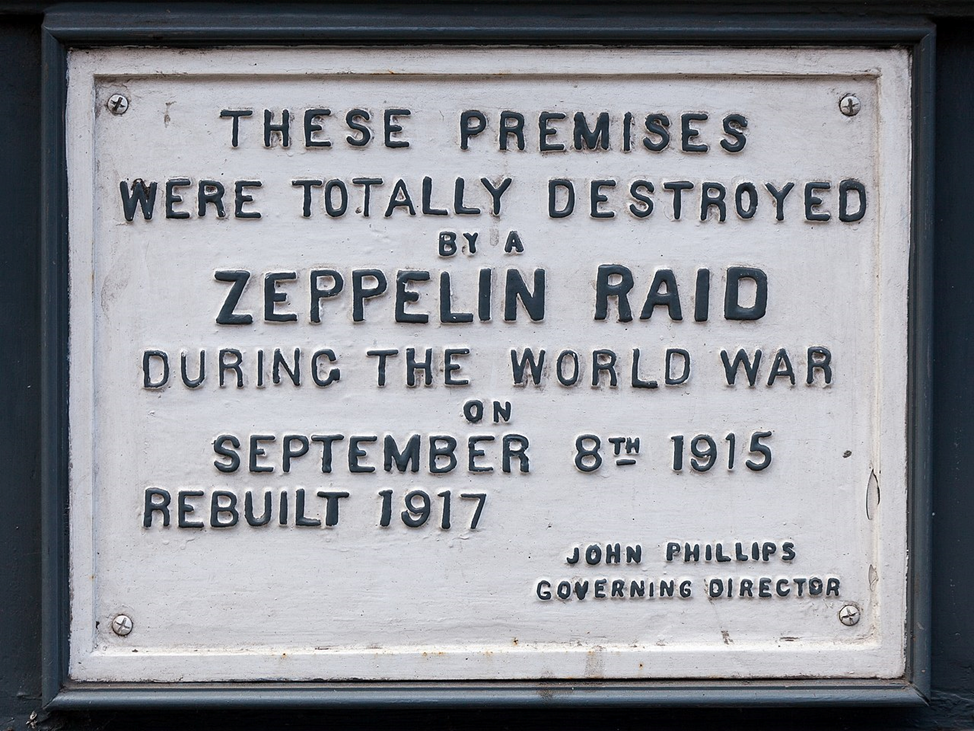 THESE PREMISES
WERE TOTALLY DESTROYED
BY A
ZEPPELIN RAID
DURING THE WORLD WAR
ON
SEPTEMBER 8TH 1915
REBUILT 1917
JOHN PHILLIPS
GOVERNING DIRECTOR